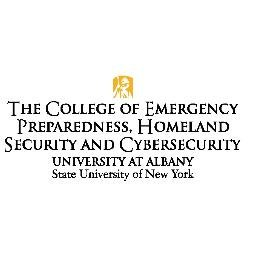 THE COLLEGE OF EMERGENCY
PREPAREDNESS, HOMELAND
SECURITY AND CYBERSECURITY
UNIVERSITY AT ALBANY
State University of New York